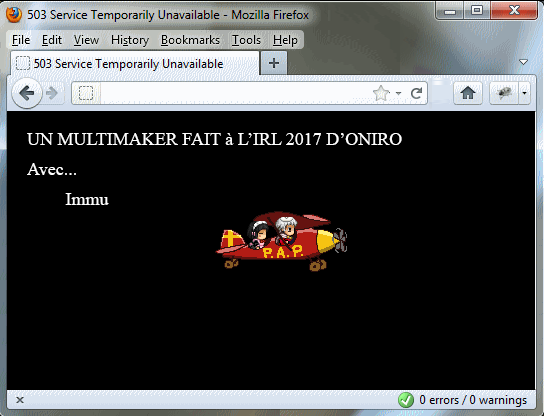 503 Service Temporarily Unavailable - Mozilla Firefox
File Edit View History Bookmarks Tools Help
503 Service Temporarily Unavailable
UN MULTIMAKER FAIT à L’IRL 2017 D’ONIRO
Avec...
Immu
P.A.P.
0 errors / 0 warnings